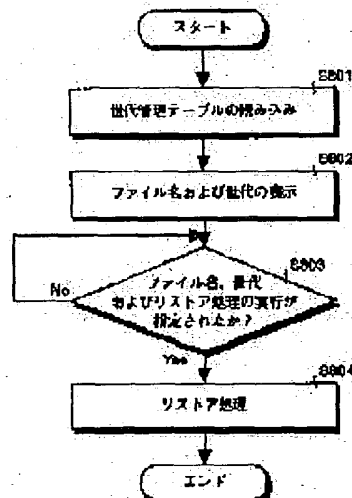 スタート
S801
世代管理テーブルの読み込み
S802
ファイル名および世代の表示
S803
ファイル名、世代
およびリストア処理の実行が
指定されたか?
No
Yes
S804
リストア処理
エンド